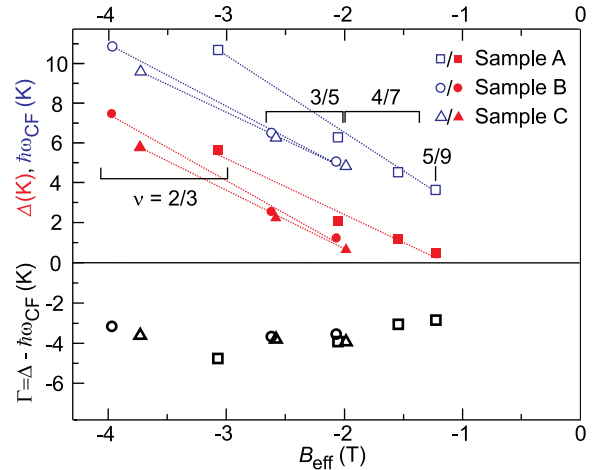 -4 -3 -2 -1 0
10
8
6
4
2
0
-2
-4
-6
Δ(K), ħω_CF (K)
Γ=Δ - ħω_CF (K)
/ Sample A
/ Sample B
/ Sample C
3/5 4/7
5/9
ν = 2/3
-4 -3 -2 -1 0
B_eff (T)